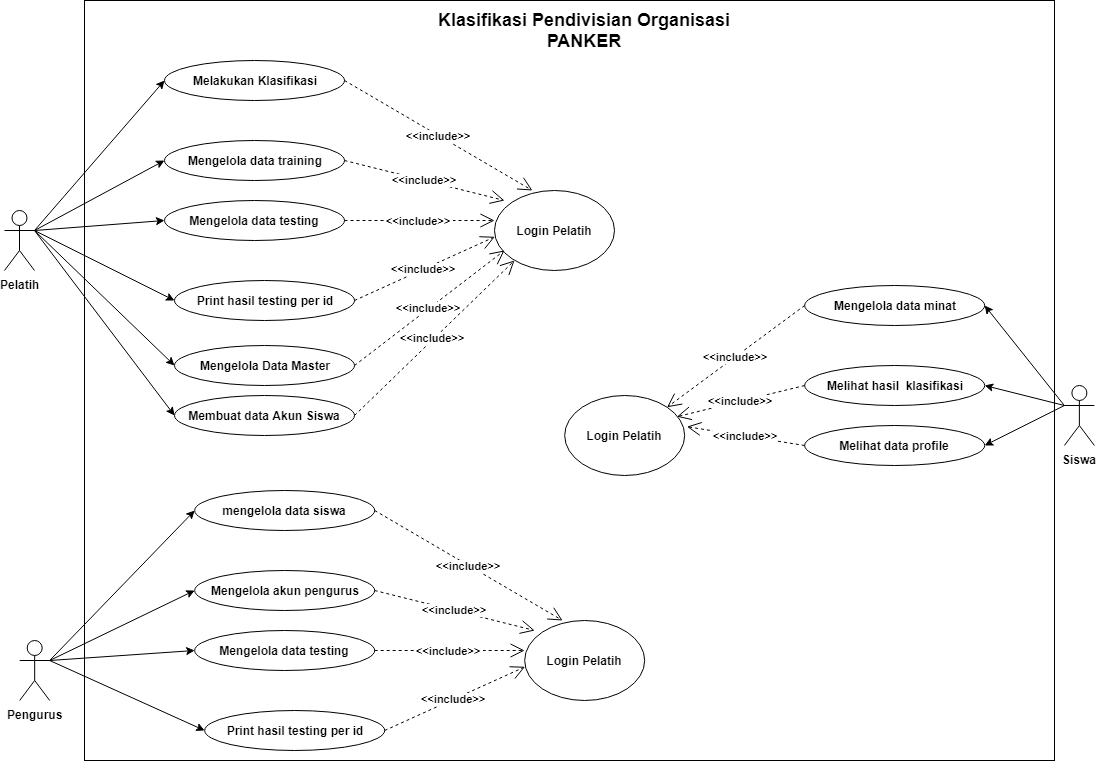 Klasifikasi Pendivisian Organisasi
PANKER
Melakukan Klasifikasi
<<include>>
Mengelola data training
<<include>>
Mengelola data testing
<<include>>
Login Pelatih
Pelatih
Print hasil testing per id
<<include>>
Mengelola Data Master
<<include>>
Membuat data Akun Siswa
<<include>>
Mengelola data minat
<<include>>
Melihat hasil klasifikasi
<<include>>
Login Pelatih
Melihat data profile
<<include>>
Siswa
mengelola data siswa
<<include>>
Mengelola akun pengurus
<<include>>
Mengelola data testing
<<include>>
Login Pelatih
Pengurus
Print hasil testing per id
<<include>>